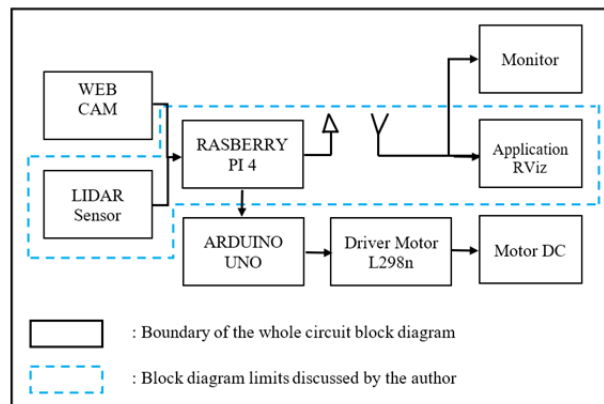 WEB
CAM
Monitor
RASBERRY
PI 4
Application
RViz
LIDAR
Sensor
ARDUINO
UNO
Driver Motor
L298n
Motor DC
: Boundary of the whole circuit block diagram
: Block diagram limits discussed by the author